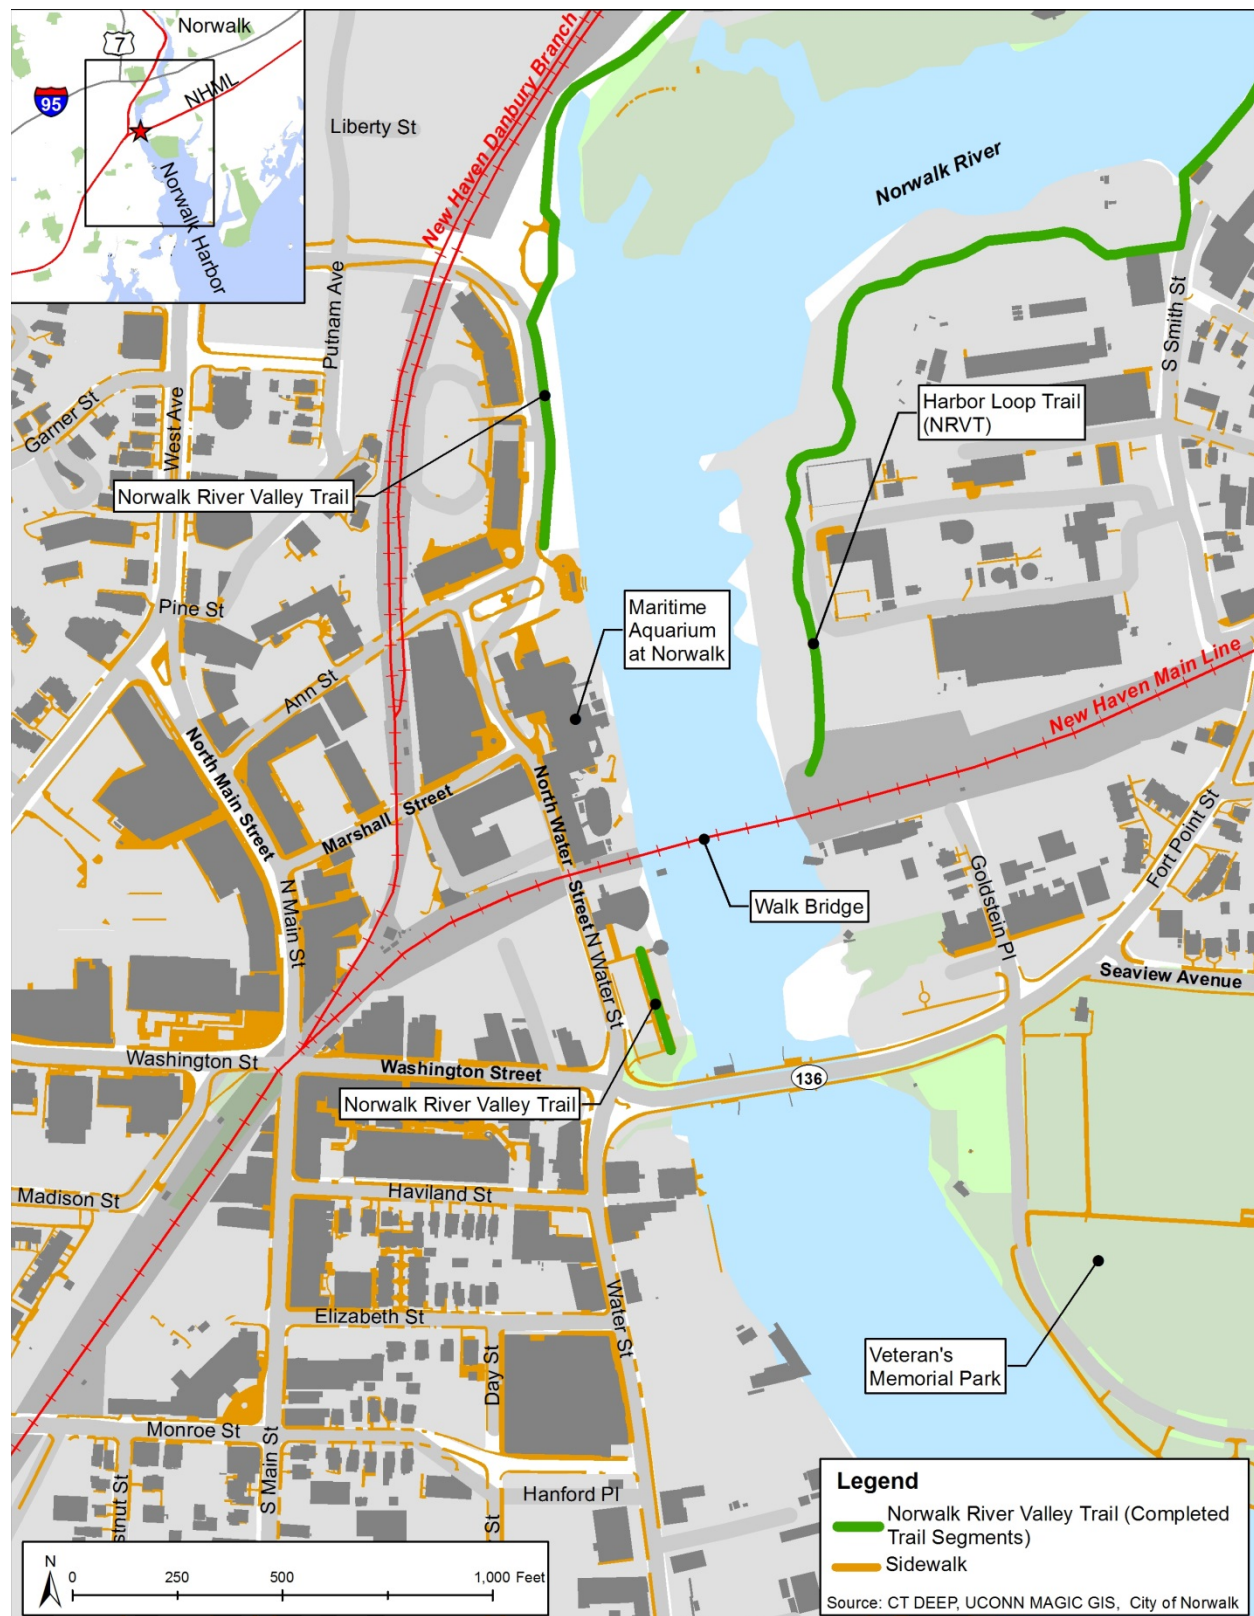 Norwalk
7
95
NHML
Norwalk Harbor
Liberty St
New Haven Danbury Branch
Norwalk River
Putnam Ave
S Smith St
Garner St
West Ave
Harbor Loop Trail
(NRVT)
Norwalk River Valley Trail
Pine St
Maritime
Aquarium
at Norwalk
Ann St
New Haven Main Line
North Main Street
Marshall Street
North Water Street
Fort Point St
Goldstein Pl
Walk Bridge
N Main St
N Water St
Seaview Avenue
Washington St
Washington Street
136
Norwalk River Valley Trail
Madison St
Haviland St
Elizabeth St
Water St
Day St
Veteran's
Memorial Park
Monroe St
S Main St
stnut St
Hanford Pl
St
Legend
Norwalk River Valley Trail (Completed
Trail Segments)
Sidewalk
Source: CT DEEP, UCONN MAGIC GIS, City of Norwalk
N
0 250 500 1,000 Feet